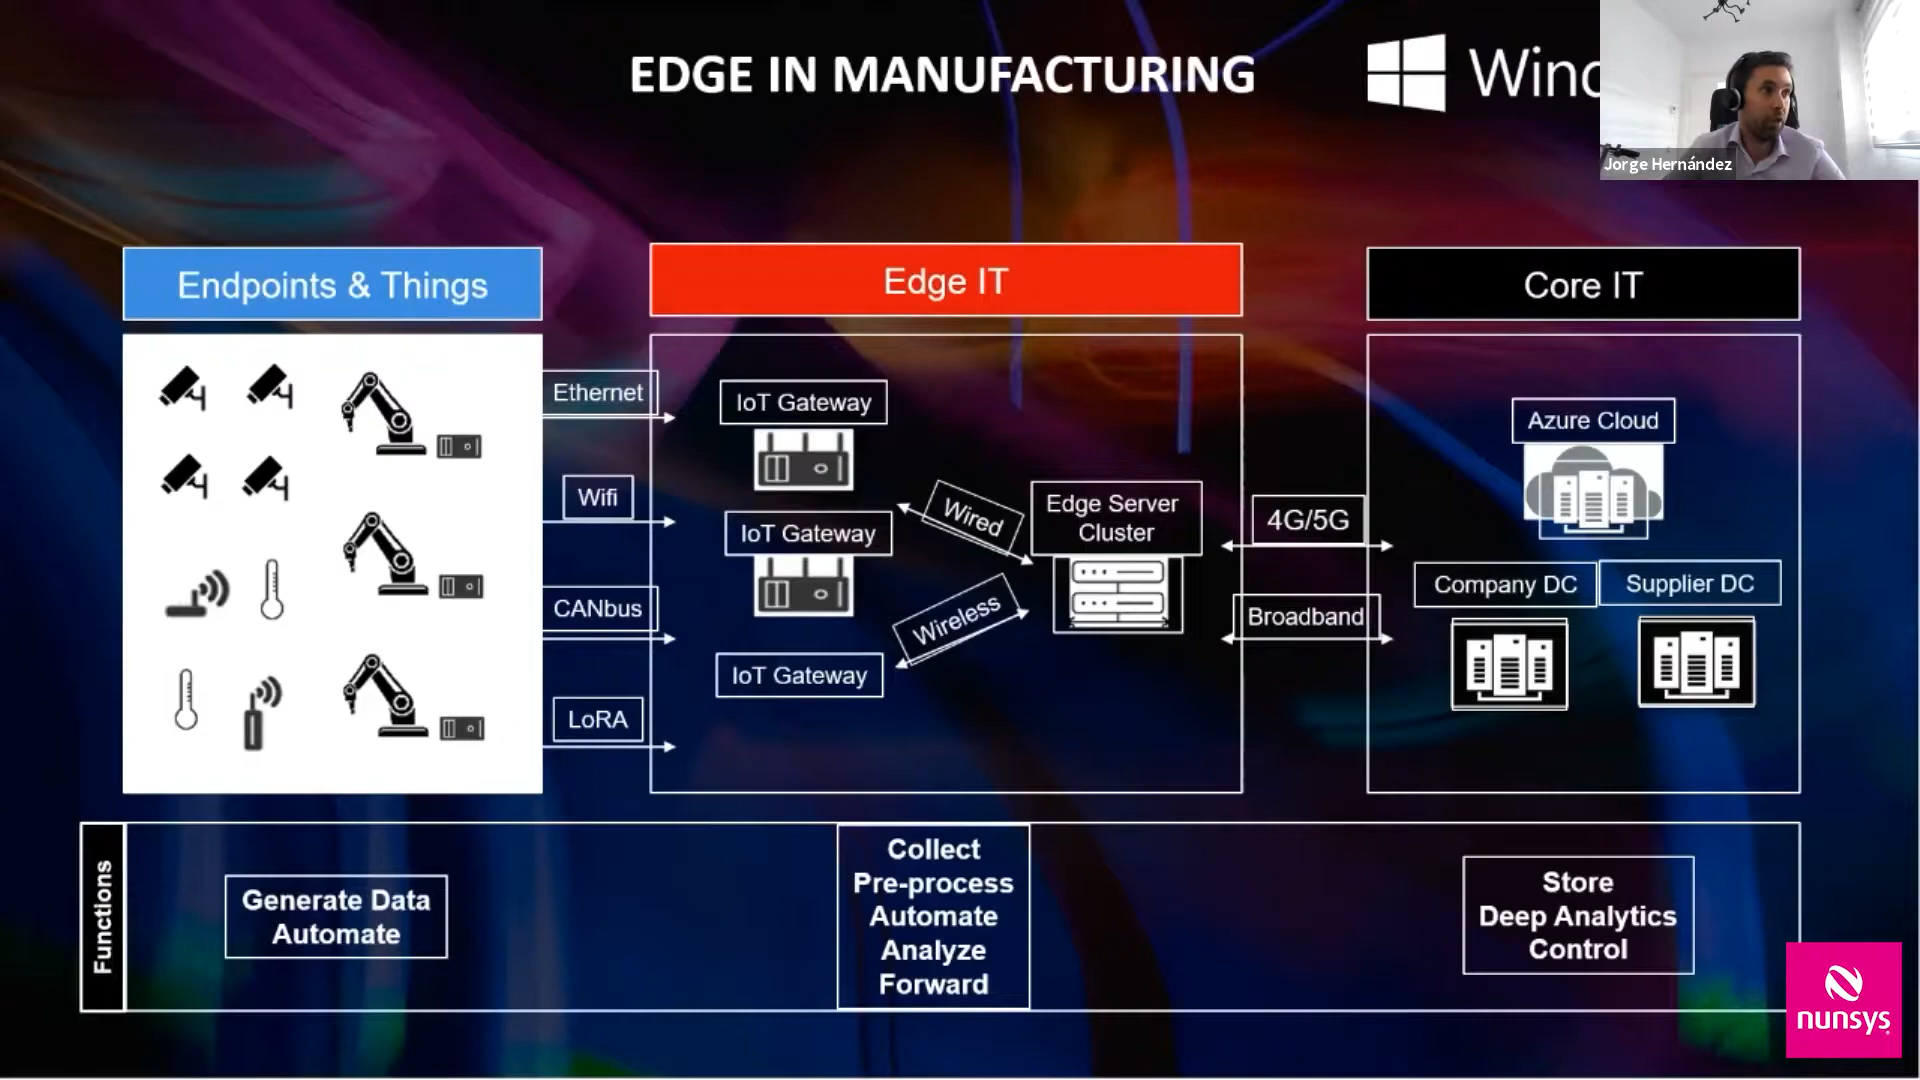 EDGE IN MANUFACTURING
Jorge Hernández
Endpoints & Things
Edge IT
Core IT
Ethernet
Wifi
CANbus
LoRA
IoT Gateway
IoT Gateway
IoT Gateway
Wired
Wireless
Edge Server
Cluster
4G/5G
Broadband
Azure Cloud
Company DC
Supplier DC
Functions
Generate Data
Automate
Collect
Pre-process
Automate
Analyze
Forward
Store
Deep Analytics
Control
nunsys